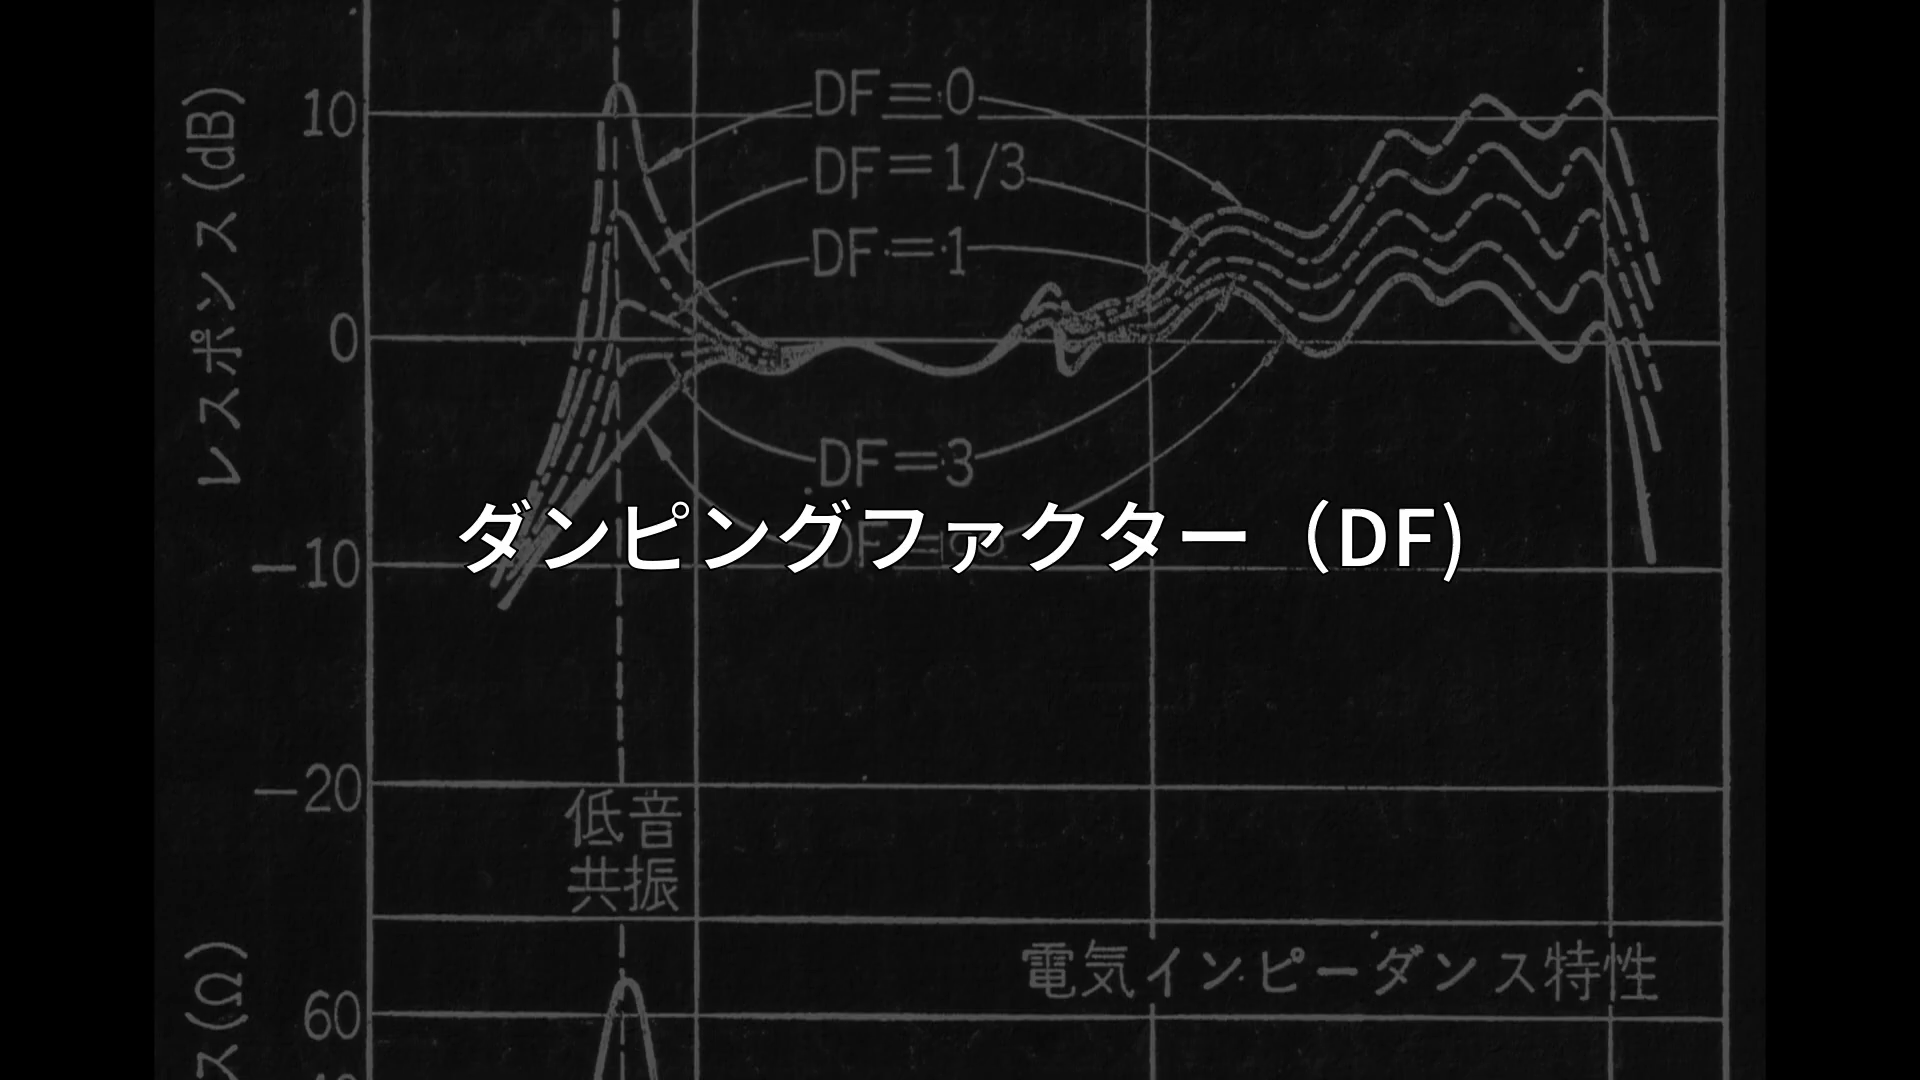 レスポンス(dB)
10
0
-10
-20
DF=0
DF=1/3
DF=1
DF=3
DF=∞
ダンピングファクター（DF)
低音
共振
電気インピーダンス特性
ス(Ω)
60